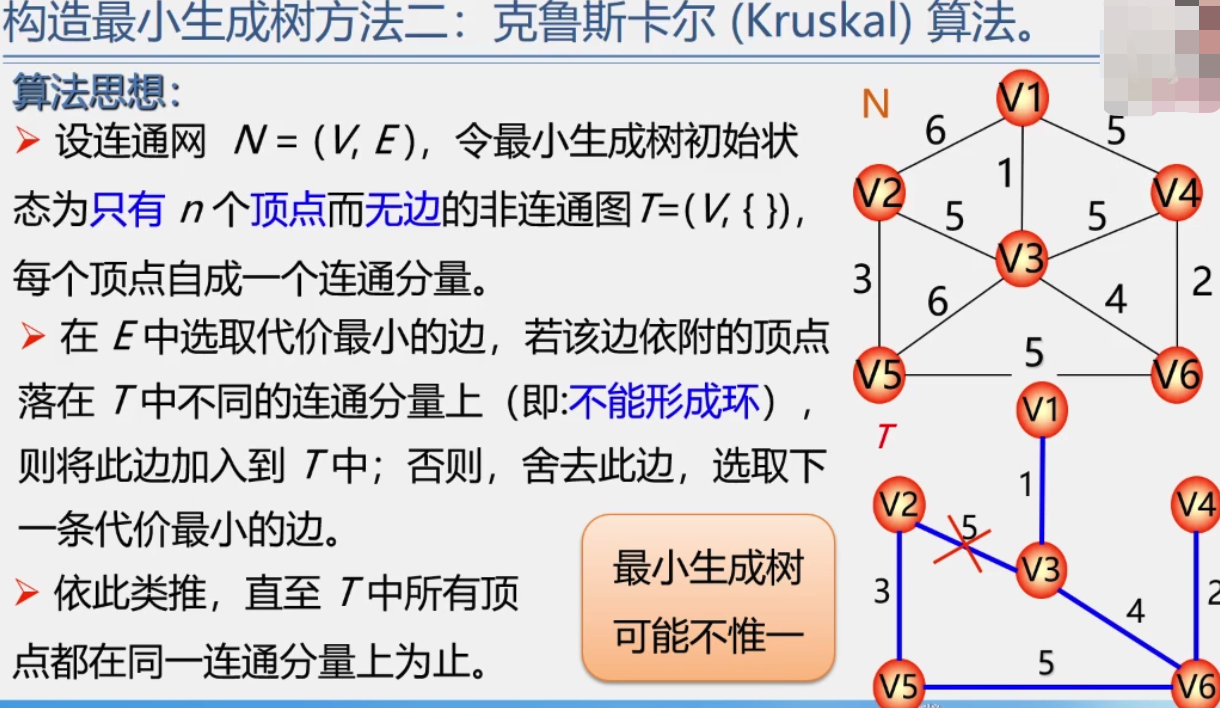 构造最小生成树方法二：克鲁斯卡尔 (Kruskal) 算法。
算法思想：
设连通网 N = (V, E )，令最小生成树初始状
态为只有 n 个顶点而无边的非连通图 T=(V, { })，
每个顶点自成一个连通分量。
在 E 中选取代价最小的边，若该边依附的顶点
落在 T 中不同的连通分量上（即:不能形成环），
则将此边加入到 T 中；否则，舍去此边，选取下
一条代价最小的边。
依此类推，直至 T 中所有顶
点都在同一连通分量上为止。
最小生成树
可能不惟一
N
V1
6
5
1
V2
V4
5
5
V3
3
2
6
4
5
V5
V6
T
V1
1
V2
5
V4
V3
3
2
4
5
V5
V6